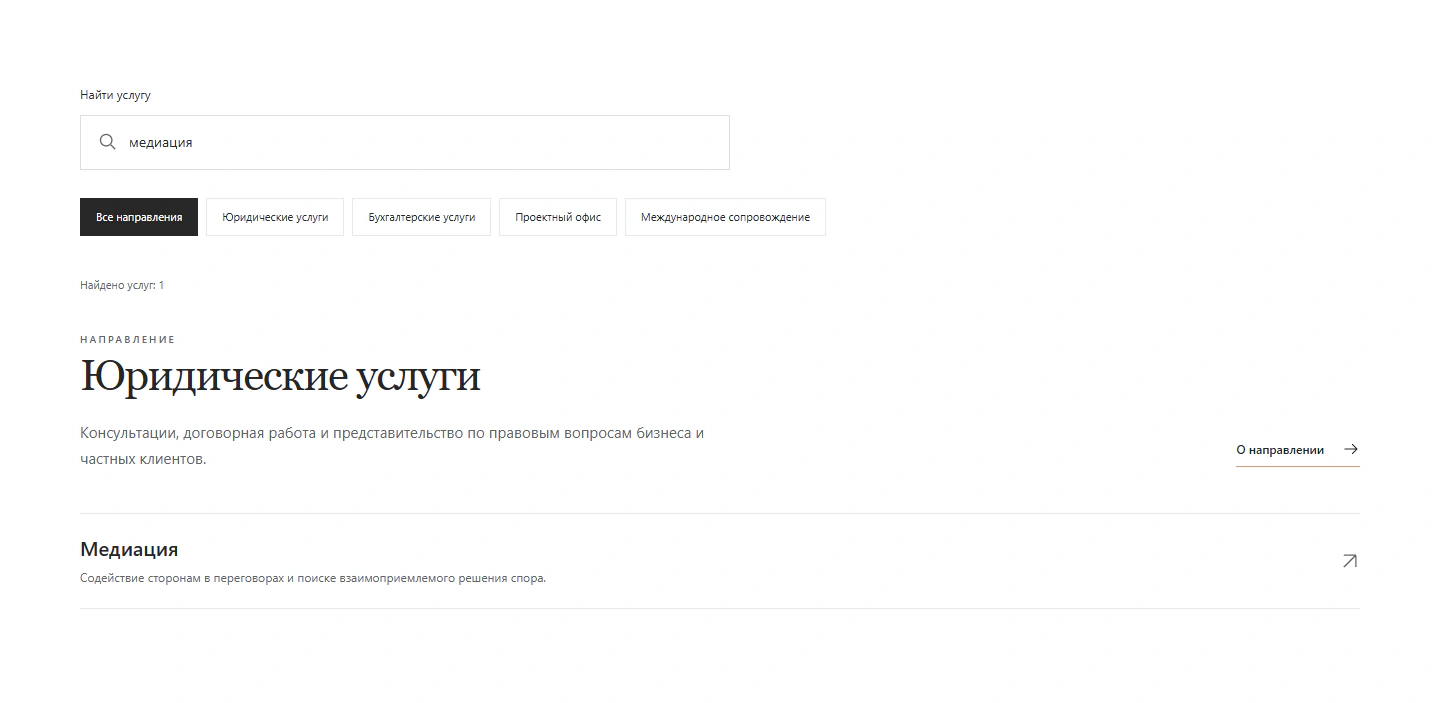 Найти услугу
медиация
Все направления
Юридические услуги
Бухгалтерские услуги
Проектный офис
Международное сопровождение
Найдено услуг: 1
НАПРАВЛЕНИЕ
Юридические услуги
Консультации, договорная работа и представительство по правовым вопросам бизнеса и
частных клиентов.
О направлении
Медиация
Содействие сторонам в переговорах и поиске взаимоприемлемого решения спора.